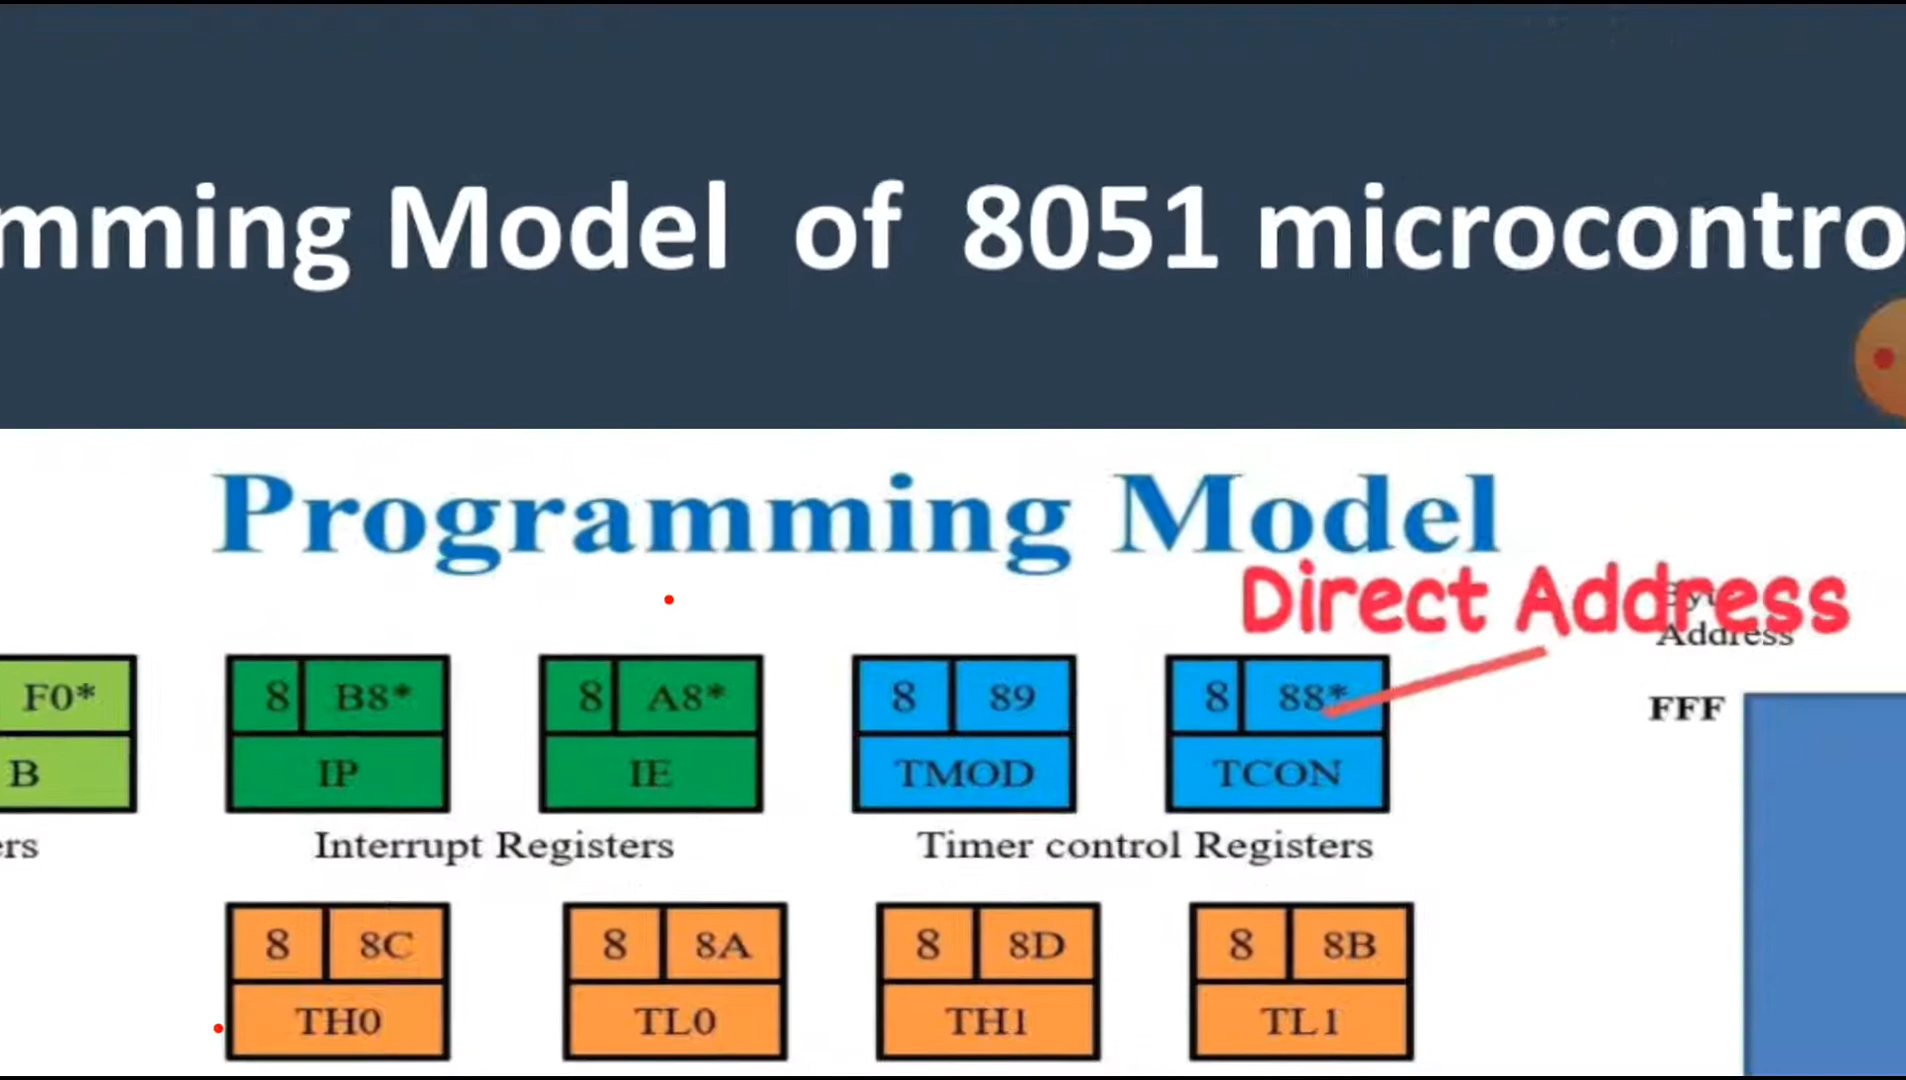 mming Model of 8051 microcontro
Programming Model
Direct Address
Address
F0*
8 B8*
8 A8*
8 89
8 88*
FFF
B
IP
IE
TMOD
TCON
ers
Interrupt Registers
Timer control Registers
8 8C
8 8A
8 8D
8 8B
TH0
TL0
TH1
TL1